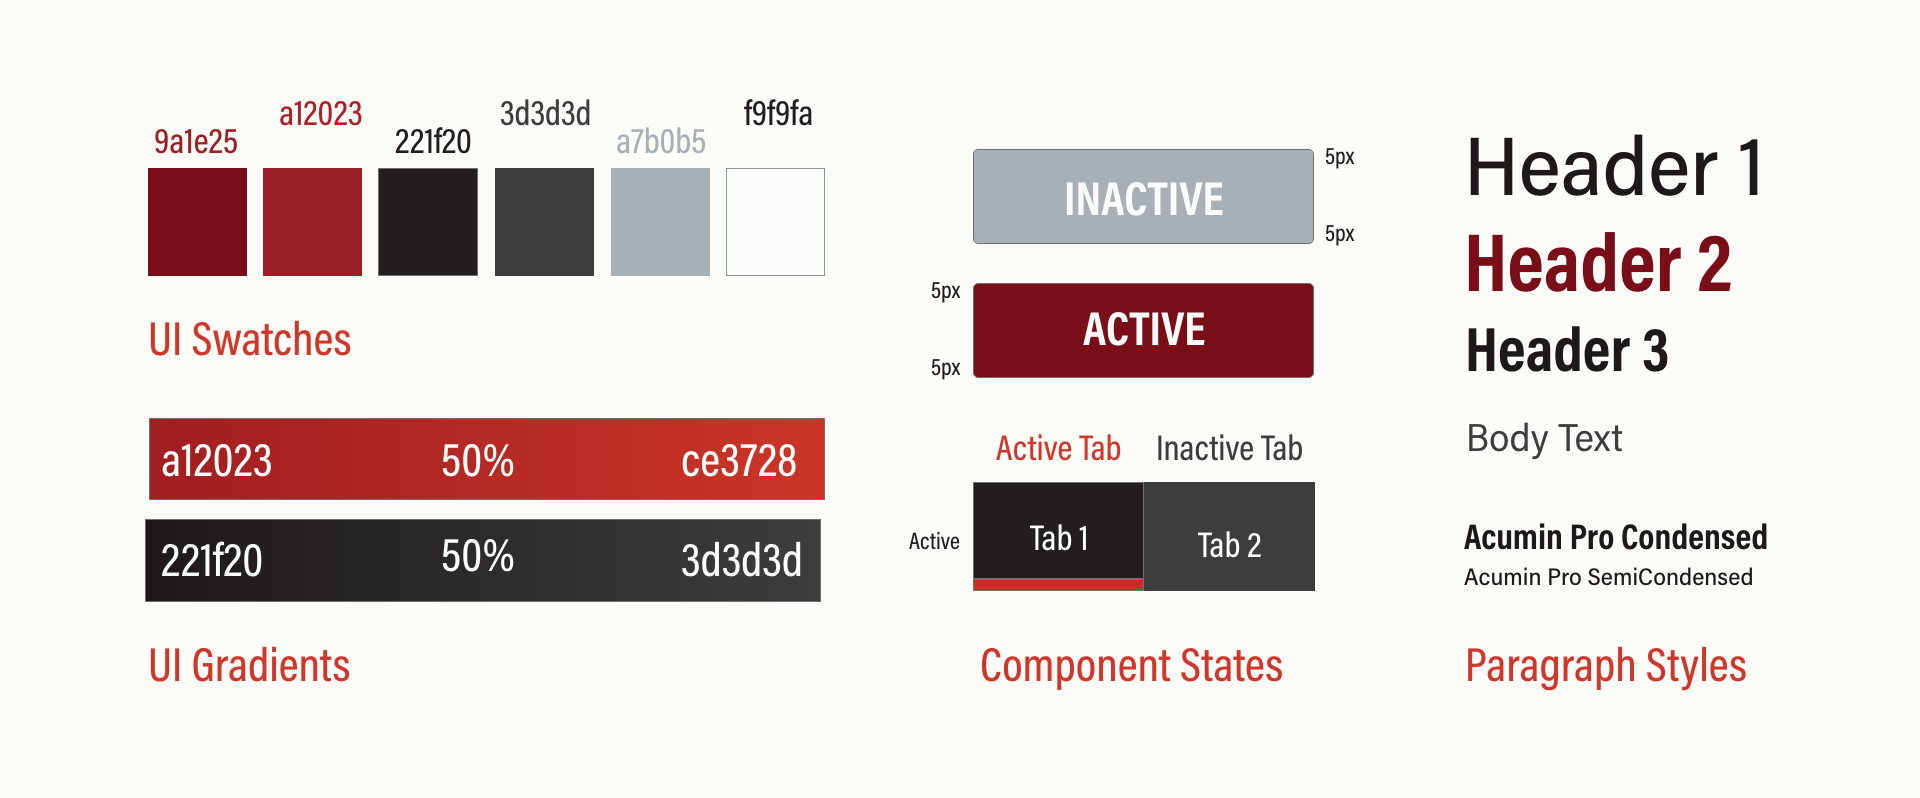 9a1e25
a12023
221f20
3d3d3d
a7b0b5
f9f9fa
UI Swatches
a12023 50% ce3728
221f20 50% 3d3d3d
UI Gradients
INACTIVE
5px
5px
5px
ACTIVE
5px
Active Tab Inactive Tab
Active
Tab 1
Tab 2
Component States
Header 1
Header 2
Header 3
Body Text
Acumin Pro Condensed
Acumin Pro SemiCondensed
Paragraph Styles